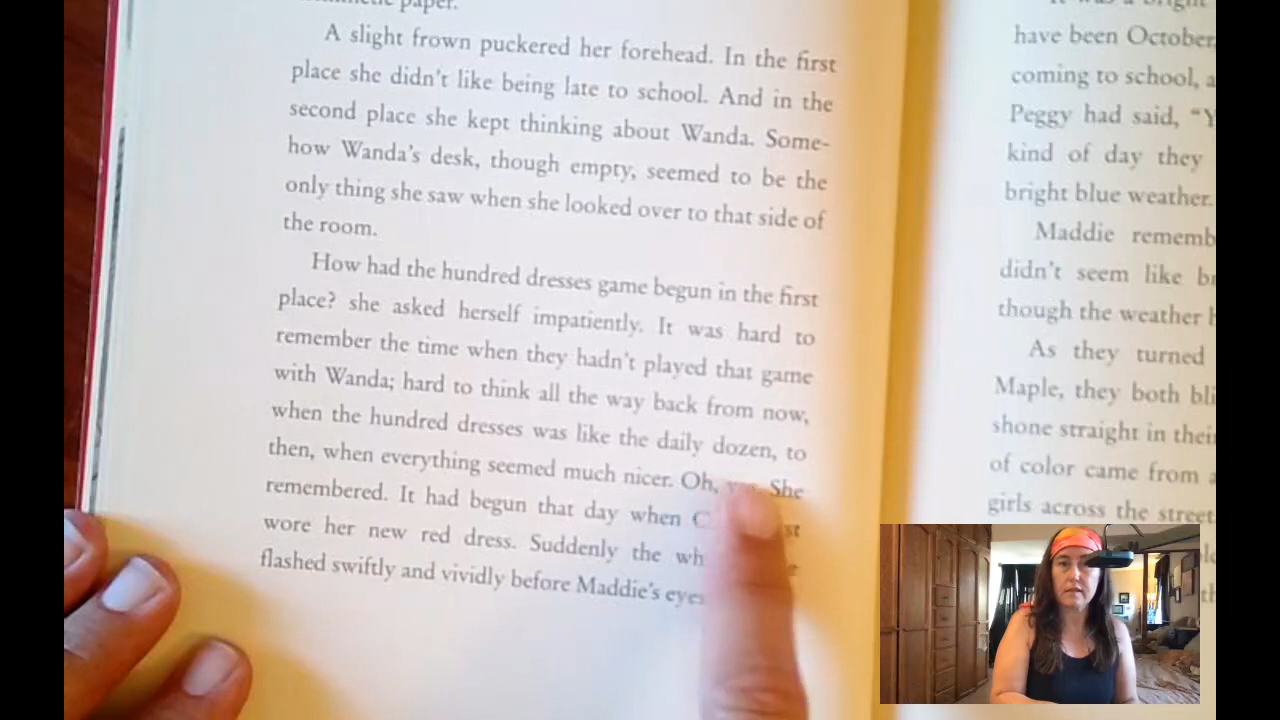 paper.
A slight frown puckered her forehead. In the first
place she didn't like being late to school. And in the
second place she kept thinking about Wanda. Some-
how Wanda's desk, though empty, seemed to be the
only thing she saw when she looked over to that side of
the room.
How had the hundred dresses game begun in the first
place? she asked herself impatiently. It was hard to
remember the time when they hadn't played that game
with Wanda; hard to think all the way back from now,
when the hundred dresses was like the daily dozen, to
then, when everything seemed much nicer. Oh, yes. She
remembered. It had begun that day when
wore her new red dress. Suddenly the
flashed swiftly and vividly before Maddie's eyes
have been October
coming to school,
Peggy had said,
kind of day they
bright blue weather.
Maddie
didn't seem like
though the weather
As they turned
Maple, they both
shone straight in
of color came from
girls across the street